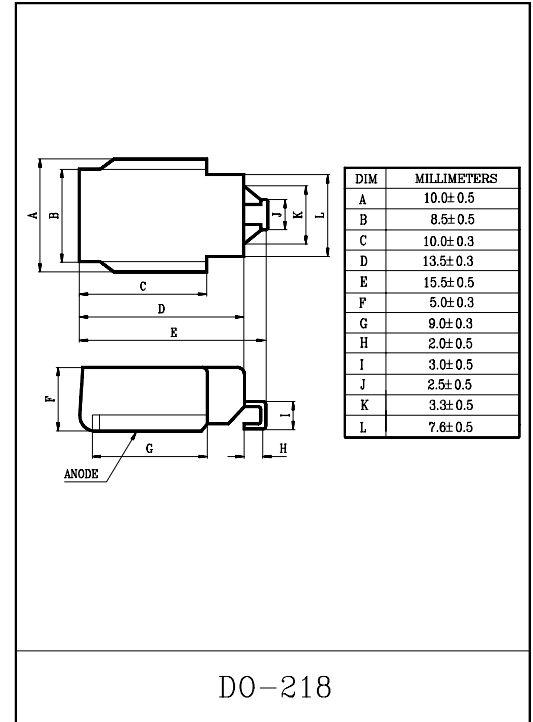 A
B
C
D
E
J
K
L
F
G
H
I
ANODE
DIM MILLIMETERS
A 10.0±0.5
B 8.5±0.5
C 10.0±0.3
D 13.5±0.3
E 15.5±0.5
F 5.0±0.3
G 9.0±0.3
H 2.0±0.5
I 3.0±0.5
J 2.5±0.5
K 3.3±0.5
L 7.6±0.5
DO-218